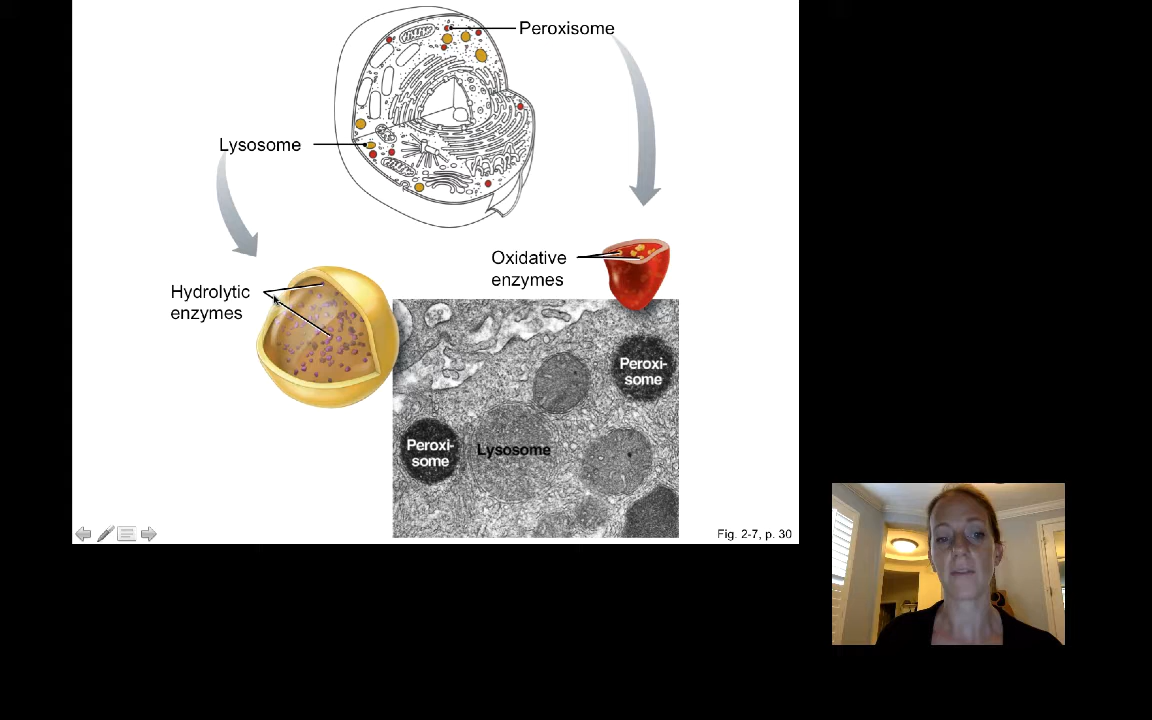 Peroxisome
Lysosome
Oxidative
enzymes
Hydrolytic
enzymes
Peroxi-
some
Peroxi-
some
Lysosome
Fig. 2-7, p. 30